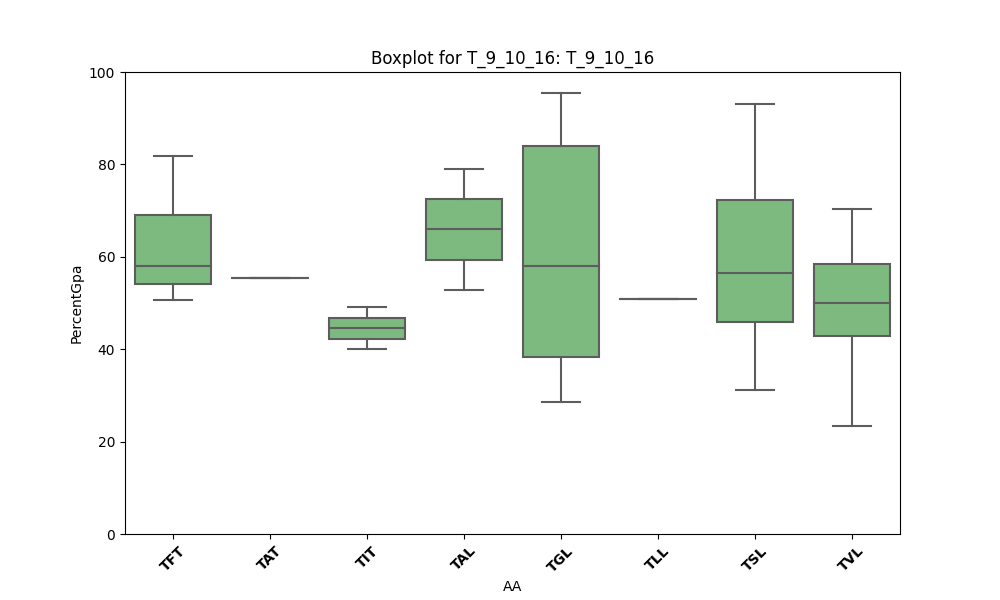 Boxplot for T_9_10_16: T_9_10_16
100
80
60
40
20
0
PercentGpa
TFT
TAT
TIT
TAL
TGL
TLL
TSL
TVL
AA